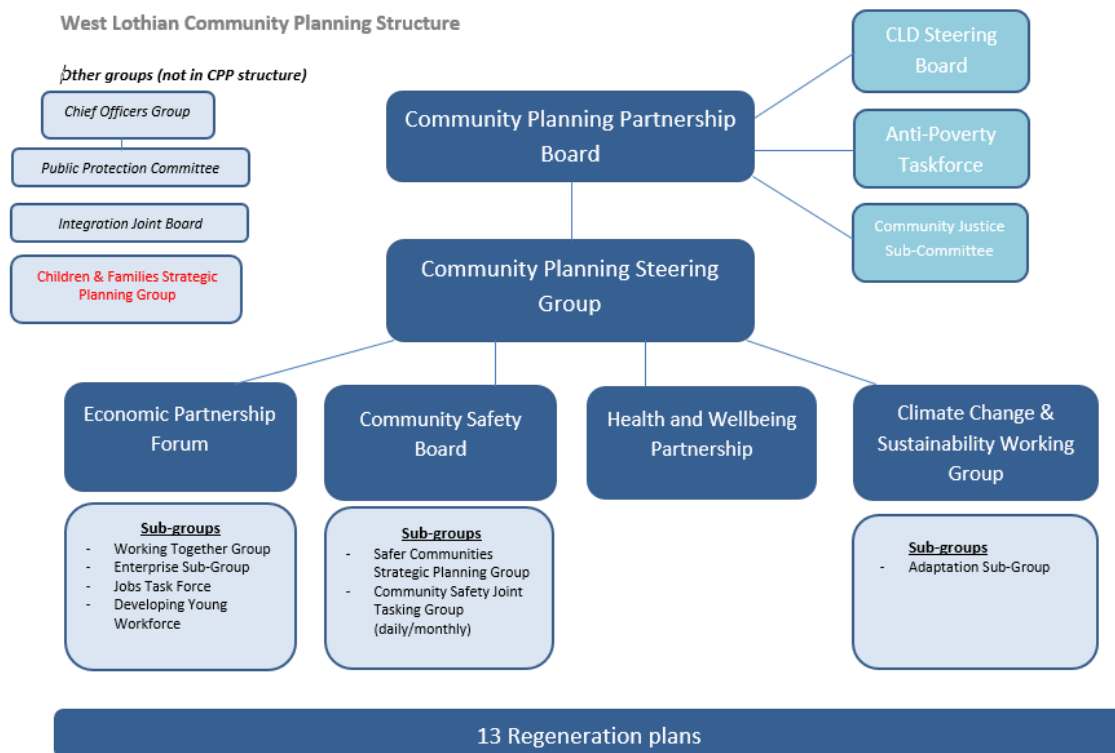 West Lothian Community Planning Structure
Other groups (not in CPP structure)
Chief Officers Group
Public Protection Committee
Integration Joint Board
Children & Families Strategic
Planning Group
Community Planning Partnership
Board
CLD Steering
Board
Anti-Poverty
Taskforce
Community Justice
Sub-Committee
Community Planning Steering
Group
Economic Partnership
Forum
Community Safety
Board
Health and Wellbeing
Partnership
Climate Change &
Sustainability Working
Group
Sub-groups
- Working Together Group
- Enterprise Sub-Group
- Jobs Task Force
- Developing Young
Workforce
Sub-groups
- Safer Communities
Strategic Planning Group
- Community Safety Joint
Tasking Group
(daily/monthly)
Sub-groups
- Adaptation Sub-Group
13 Regeneration plans